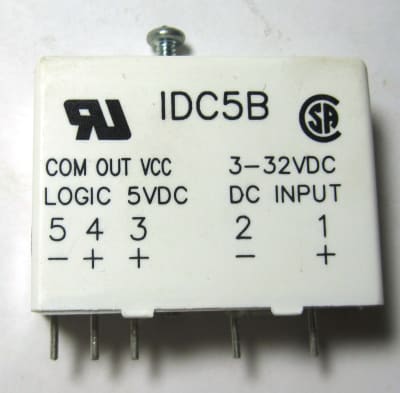 IDC5B
COM OUT VCC 3-32VDC
LOGIC 5VDC DC INPUT
5 4 3 2 1
- + + - +